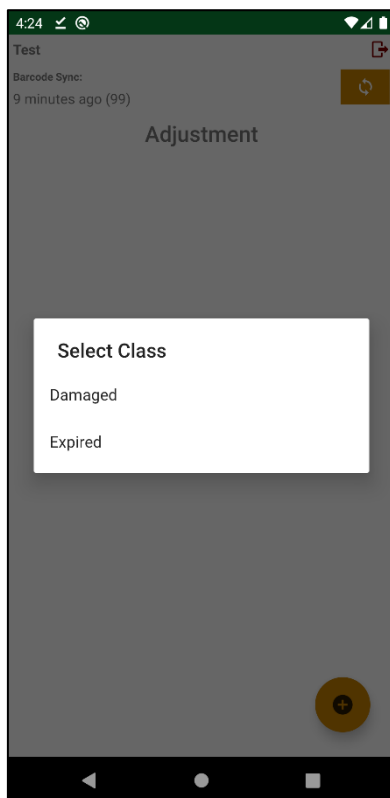 4:24
Test
Barcode Sync:
9 minutes ago (99)
Adjustment
Select Class
Damaged
Expired